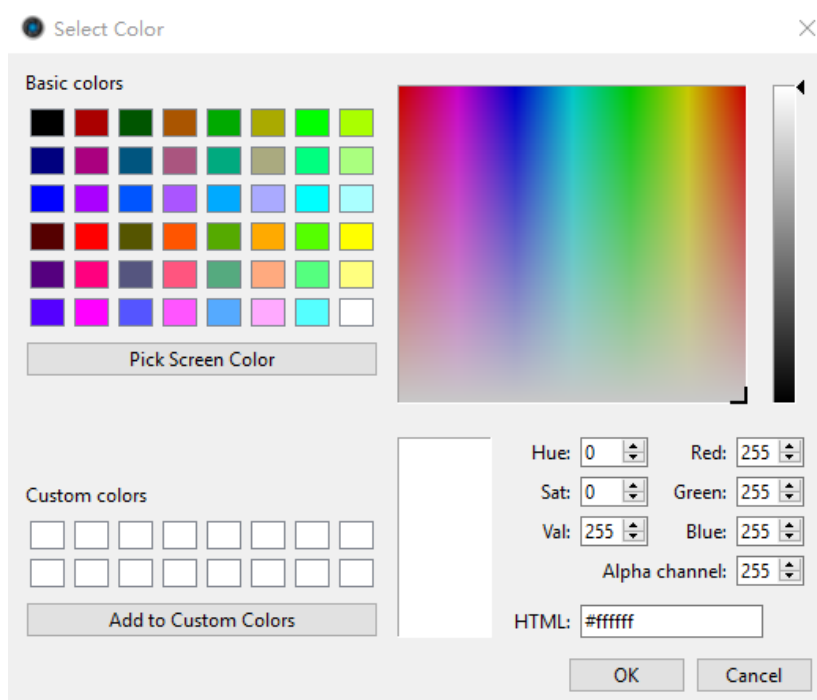 Select Color
Basic colors
Pick Screen Color
Custom colors
Add to Custom Colors
Hue: 0 Red: 255
Sat: 0 Green: 255
Val: 255 Blue: 255
Alpha channel: 255
HTML: #ffffff
OK Cancel